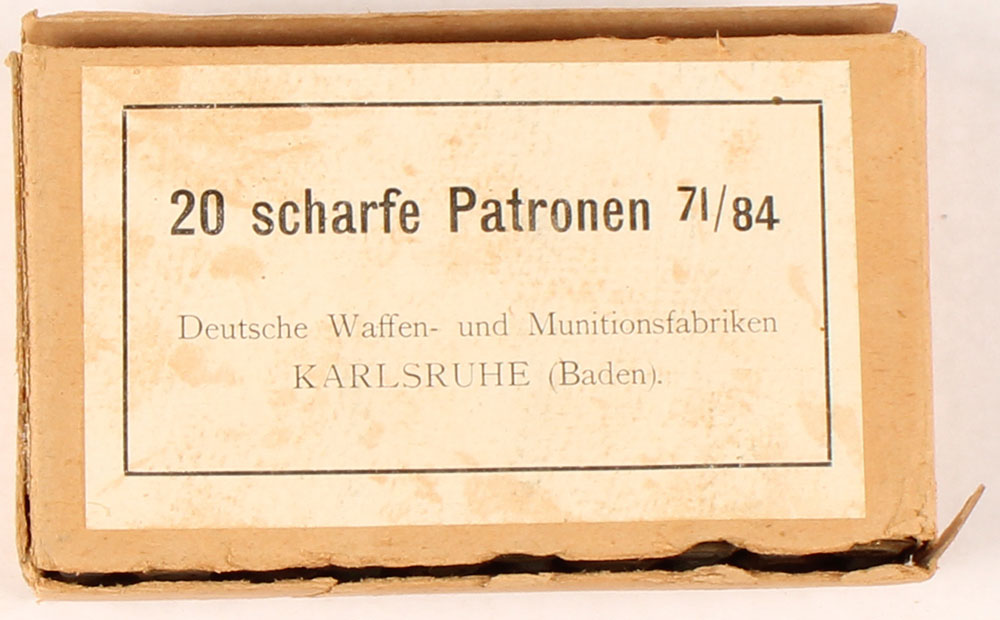 20 scharfe Patronen 71/84
Deutsche Waffen- und Munitionsfabriken
KARLSRUHE (Baden).